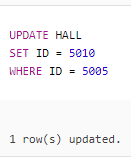 UPDATE HALL
SET ID = 5010
WHERE ID = 5005
1 row(s) updated.